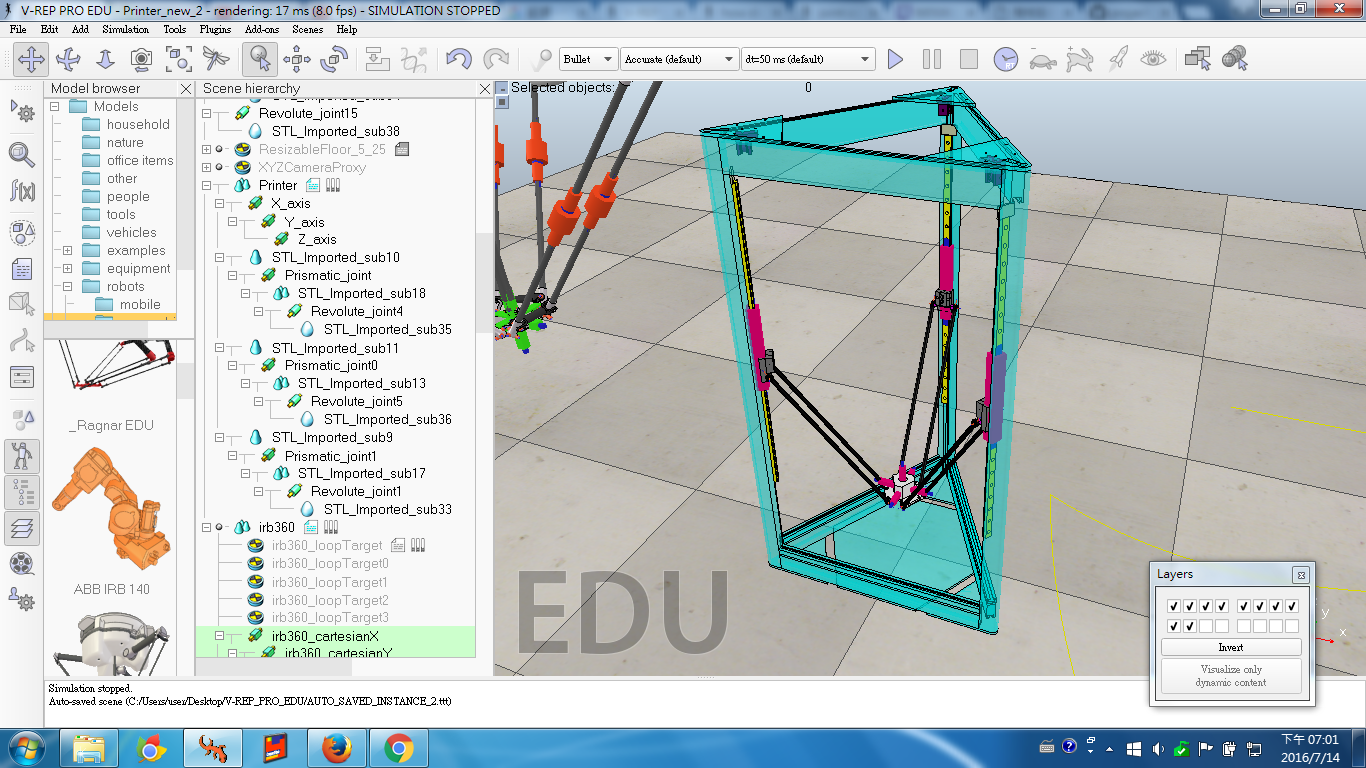 V-REP PRO EDU - Printer_new_2 - rendering: 17 ms (8.0 fps) - SIMULATION STOPPED
File Edit Add Simulation Tools Plugins Add-ons Scenes Help
Bullet Accuate (default) dt=50 ms (default)
Model browser
Models
household
nature
office items
other
people
tools
vehicles
examples
equipment
robots
mobile
_Ragnar EDU
ABB IRB 140
Scene hierarchy
Revolute_joint15
STL_Imported_sub38
ResizableFloor_5_25
XYZCameraProxy
Printer
X_axis
Y_axis
Z_axis
STL_Imported_sub10
Prismatic_joint
STL_Imported_sub18
Revolute_joint4
STL_Imported_sub35
STL_Imported_sub11
Prismatic_joint0
STL_Imported_sub13
Revolute_joint5
STL_Imported_sub36
STL_Imported_sub9
Prismatic_joint1
STL_Imported_sub17
Revolute_joint1
STL_Imported_sub33
irb360
irb360_loopTarget
irb360_loopTarget0
irb360_loopTarget1
irb360_loopTarget2
irb360_loopTarget3
irb360_cartesianX
irb360_cartesianY
Selected objects: 0
EDU
Layers
Invert
Visualize only
dynamic content
y
x
Simulation stopped.
Auto-saved scene (C:/Users/user/Desktop/V-REP_PRO_EDU/AUTO_SAVED_INSTANCE_2.ttt)
下午 07:01
2016/7/14